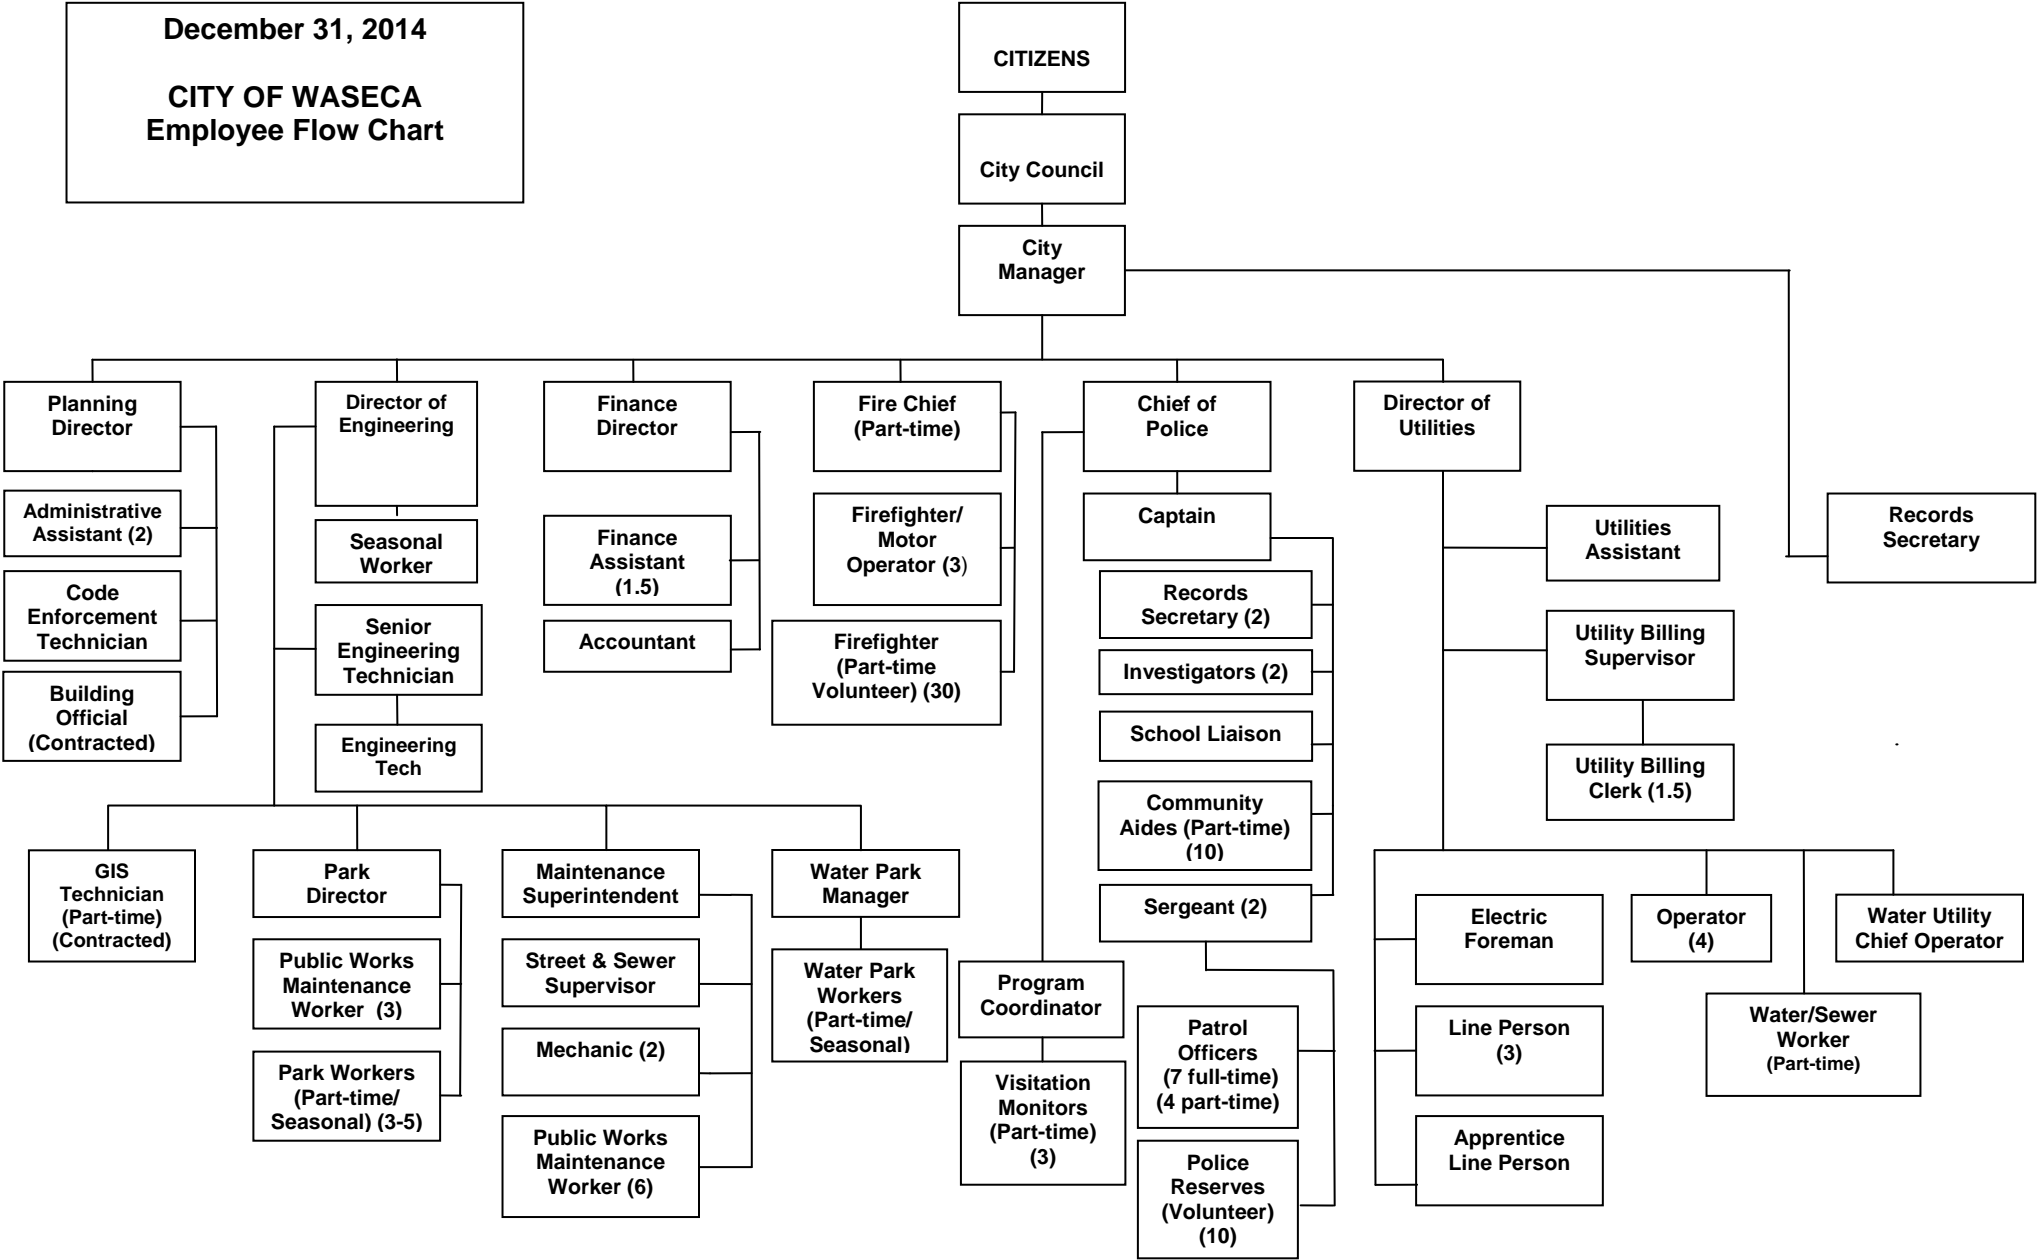 December 31, 2014
CITY OF WASECA
Employee Flow Chart
CITIZENS
City Council
City
Manager
Planning
Director
Administrative
Assistant (2)
Code
Enforcement
Technician
Building
Official
(Contracted)
Director of
Engineering
Seasonal
Worker
Senior
Engineering
Technician
Engineering
Tech
Finance
Director
Finance
Assistant
(1.5)
Accountant
Fire Chief
(Part-time)
Firefighter/
Motor
Operator (3)
Firefighter
(Part-time
Volunteer) (30)
Chief of
Police
Captain
Records
Secretary (2)
Investigators (2)
School Liaison
Community
Aides (Part-time)
(10)
Sergeant (2)
Director of
Utilities
Utilities
Assistant
Utility Billing
Supervisor
Utility Billing
Clerk (1.5)
Records
Secretary
GIS
Technician
(Part-time)
(Contracted)
Park
Director
Public Works
Maintenance
Worker (3)
Park Workers
(Part-time/
Seasonal) (3-5)
Maintenance
Superintendent
Street & Sewer
Supervisor
Mechanic (2)
Public Works
Maintenance
Worker (6)
Water Park
Manager
Water Park
Workers
(Part-time/
Seasonal)
Program
Coordinator
Visitation
Monitors
(Part-time)
(3)
Patrol
Officers
(7 full-time)
(4 part-time)
Police
Reserves
(Volunteer)
(10)
Electric
Foreman
Line Person
(3)
Apprentice
Line Person
Operator
(4)
Water/Sewer
Worker
(Part-time)
Water Utility
Chief Operator